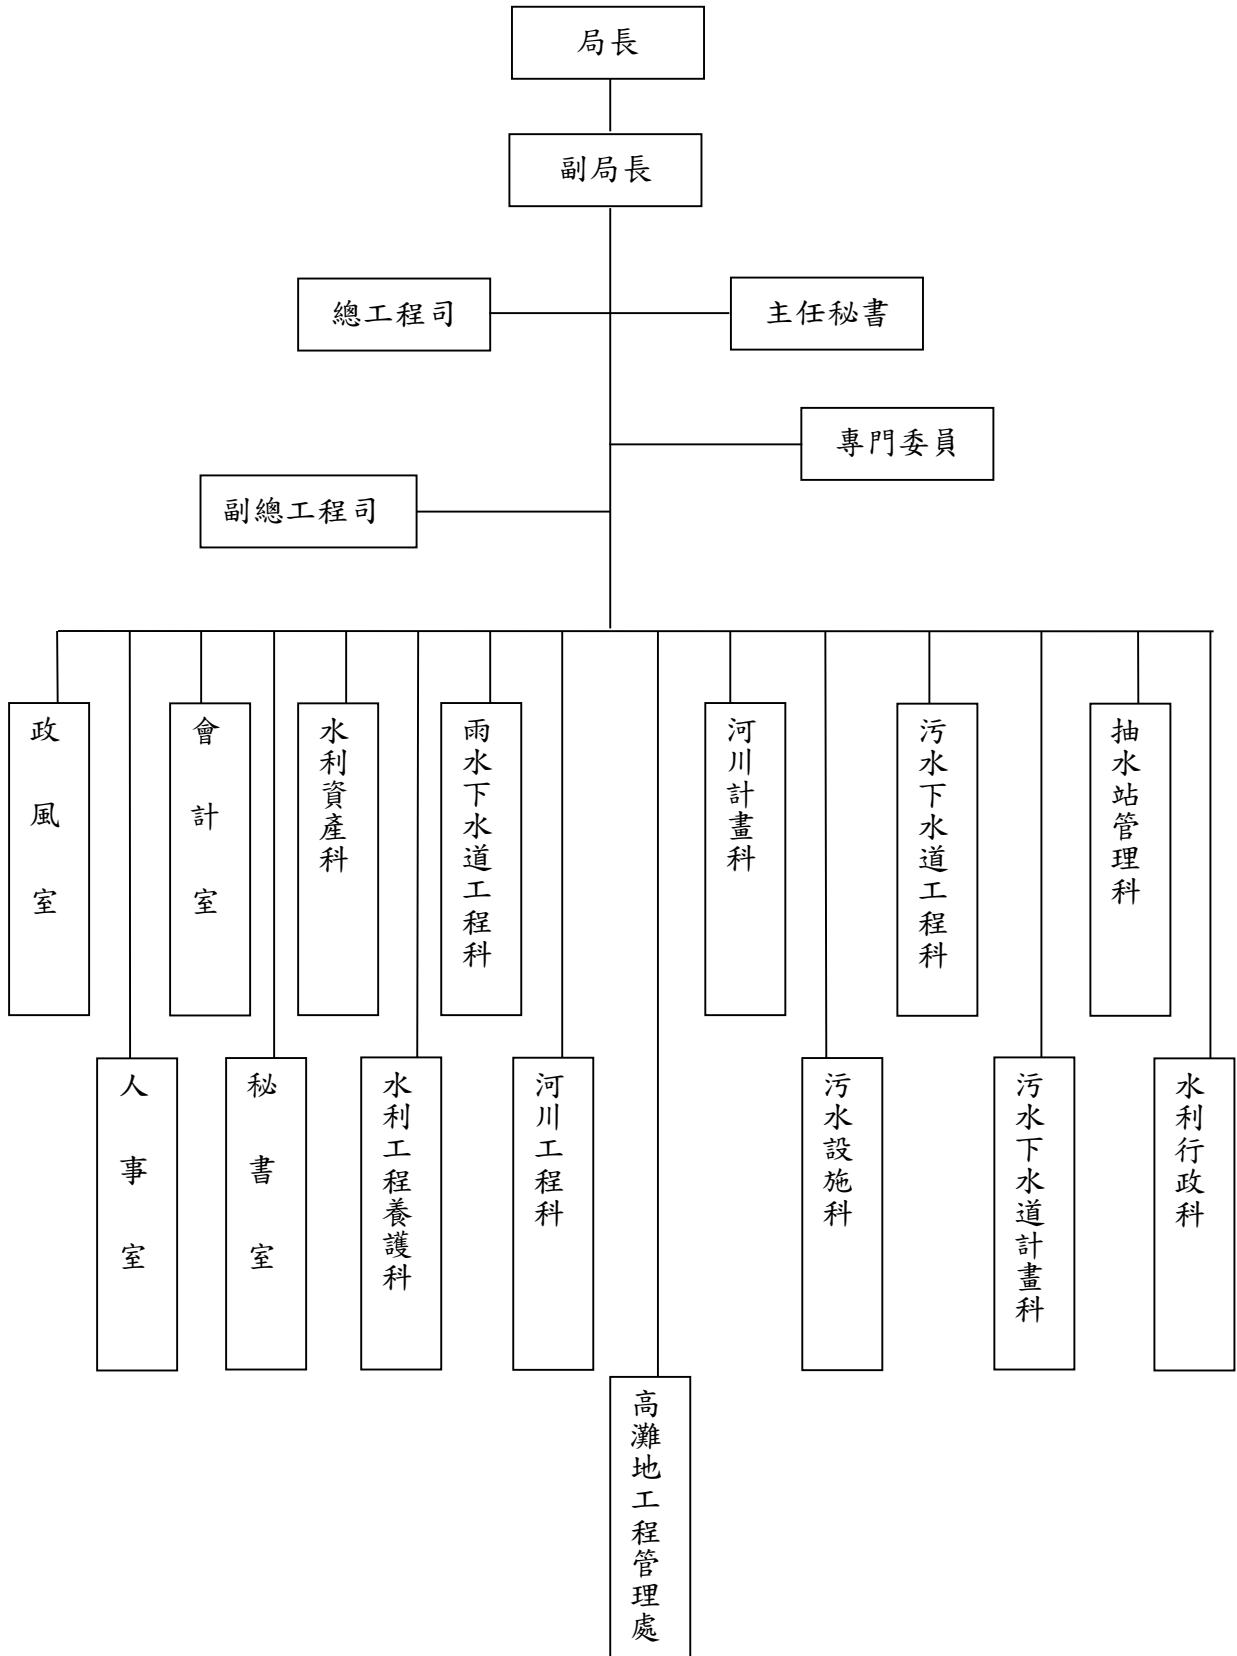 局長
副局長
總工程司
主任秘書
專門委員
副總工程司
政風室
會計室
水利資產科
雨水下水道工程科
河川計畫科
污水下水道工程科
抽水站管理科
人事室
秘書室
水利工程養護科
河川工程科
污水設施科
污水下水道計畫科
水利行政科
高灘地工程管理處